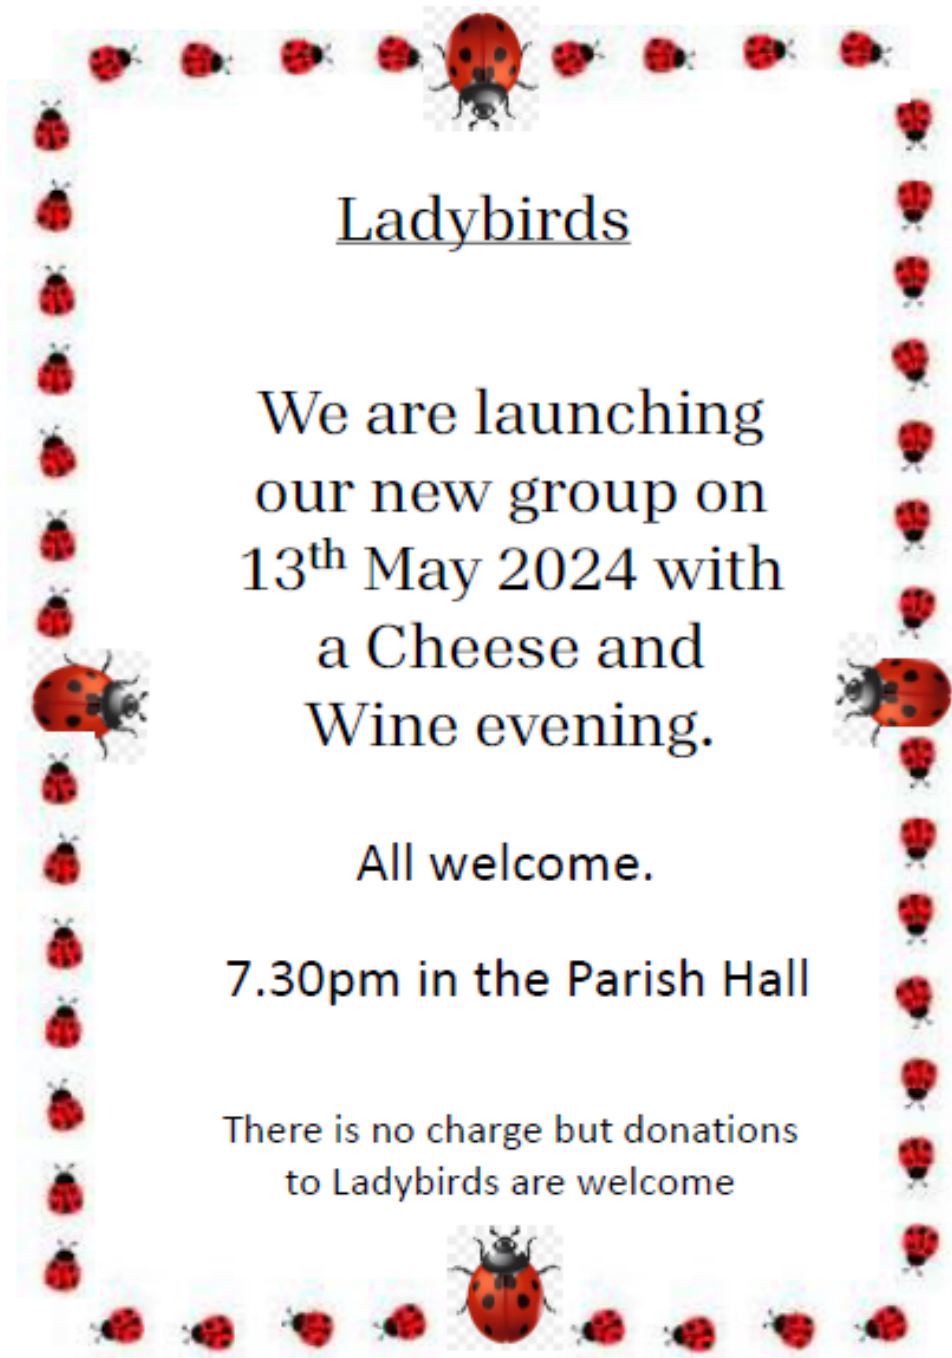 Ladybirds
We are launching
our new group on
13th May 2024 with
a Cheese and
Wine evening.
All welcome.
7.30pm in the Parish Hall
There is no charge but donations
to Ladybirds are welcome